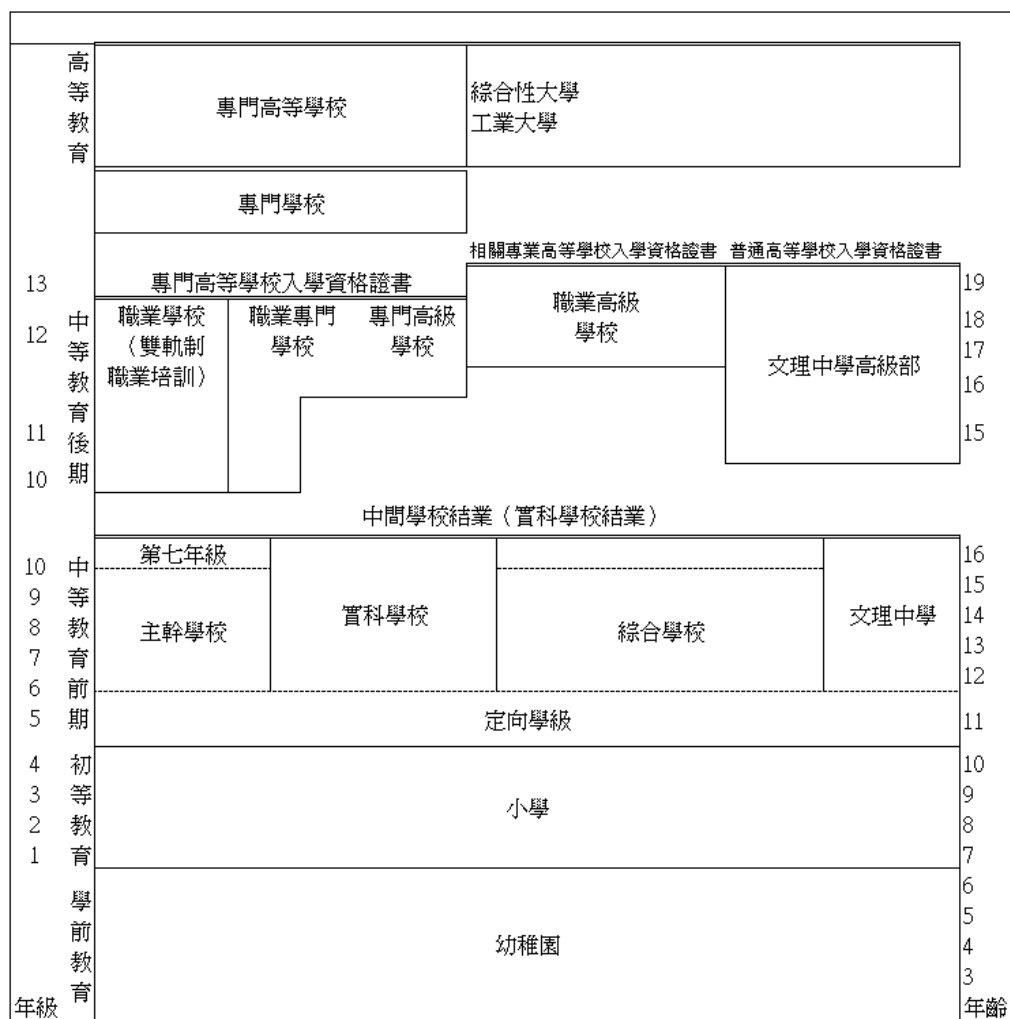 高等教育
專門高等學校
綜合性大學
工業大學
專門學校
相關專業高等學校入學資格證書
普通高等學校入學資格證書
13
專門高等學校入學資格證書
19
12
中等教育後期
職業學校
（雙軌制
職業培訓）
職業專門
學校
專門高級
學校
職業高級
學校
文理中學高級部
18
17
16
11
15
10
中間學校結業（實科學校結業）
10
中等教育前期
第七年級
16
9
主幹學校
實科學校
綜合學校
文理中學
15
8
14
7
13
6
12
5
定向學級
11
4
初等教育
小學
10
3
9
2
8
1
7
學前教育
幼稚園
6
5
4
3
年級
年齡